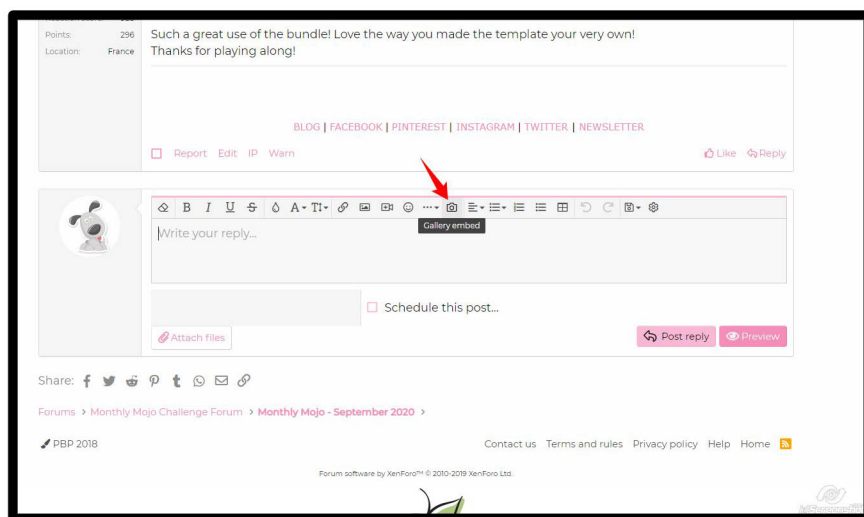 Points: 296
Location: France
Such a great use of the bundle! Love the way you made the template your very own!
Thanks for playing along!
BLOG | FACEBOOK | PINTEREST | INSTAGRAM | TWITTER | NEWSLETTER
Report Edit IP Warn
Like Reply
Gallery embed
Write your reply...
Schedule this post...
Attach files
Post reply Preview
Share:
Forums > Monthly Mojo Challenge Forum > Monthly Mojo - September 2020 >
PBP 2018
Contact us Terms and rules Privacy policy Help Home
Forum software by XenForo™ © 2010-2019 XenForo Ltd.